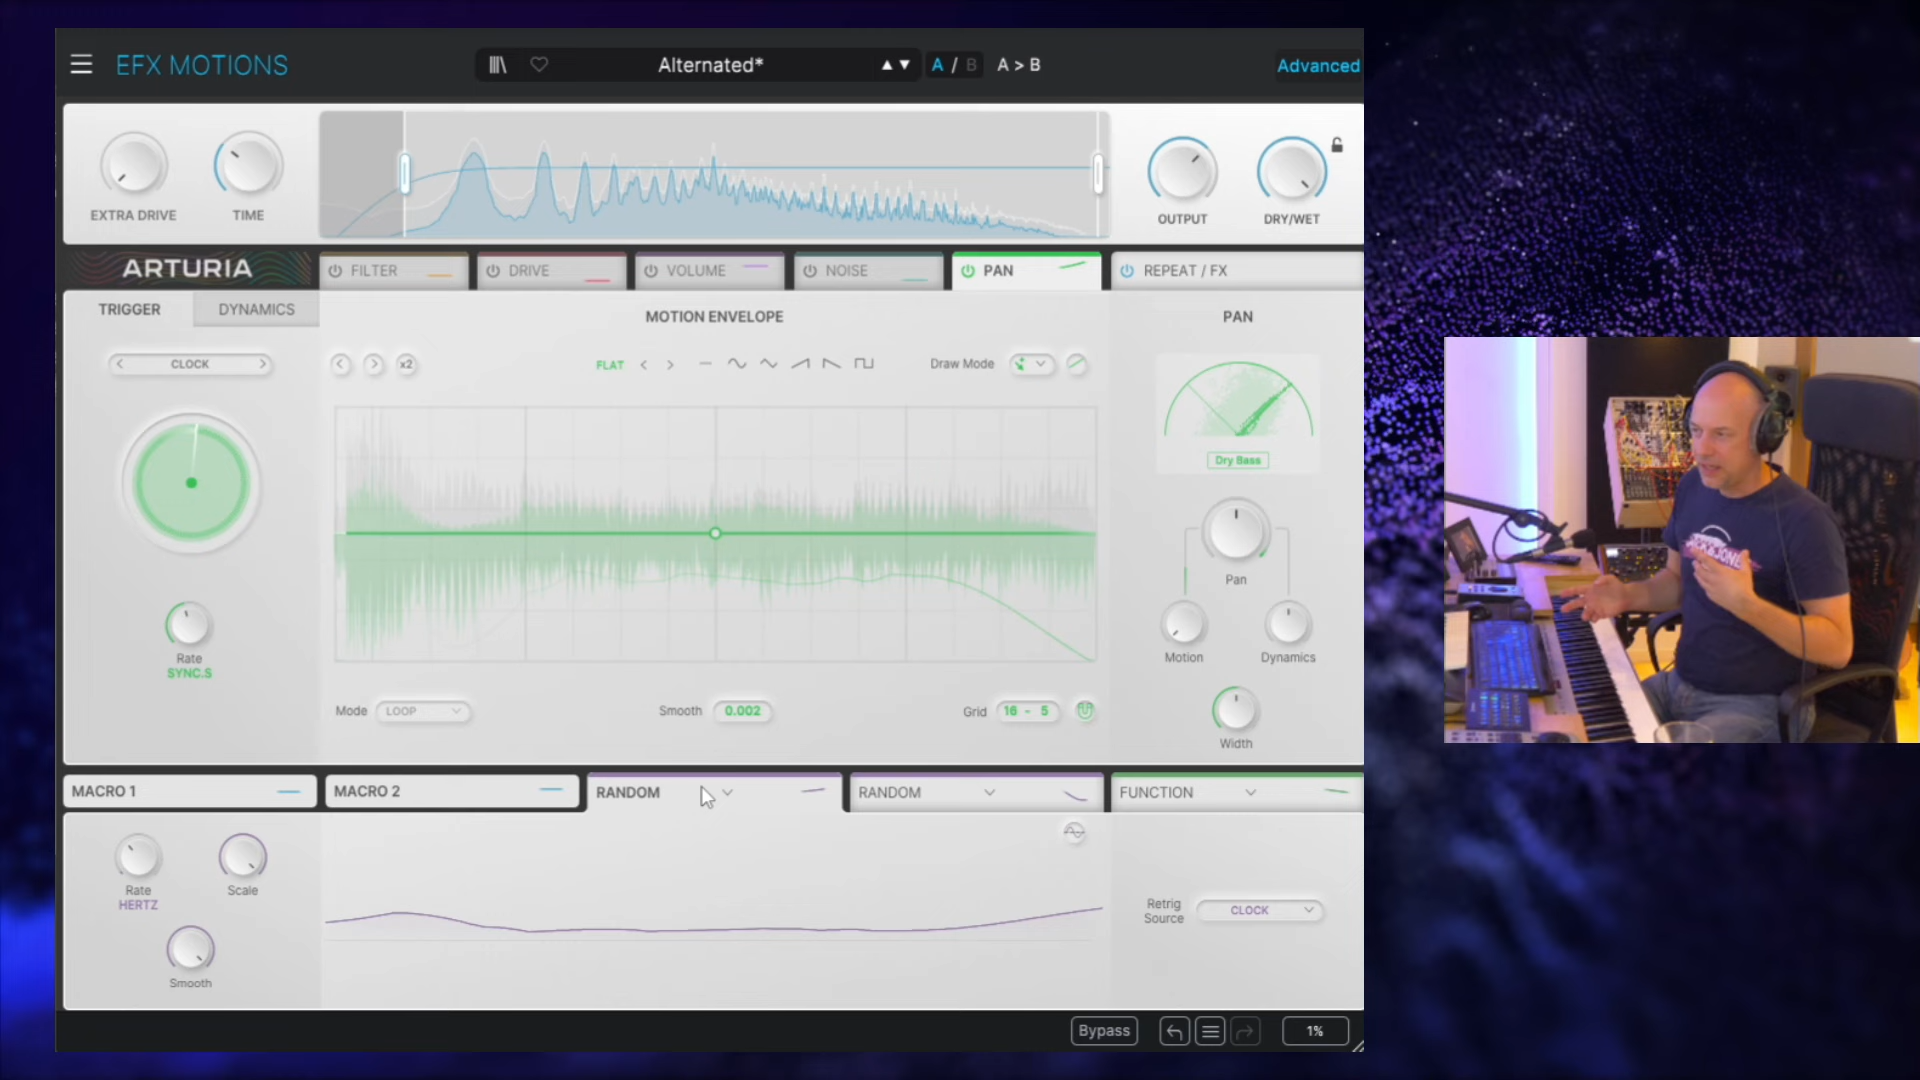 EFX MOTIONS
Alternated*
A / B
A > B
Advanced
EXTRA DRIVE
TIME
OUTPUT
DRY/WET
ARTURIA
FILTER
DRIVE
VOLUME
NOISE
PAN
REPEAT / FX
TRIGGER
DYNAMICS
MOTION ENVELOPE
PAN
CLOCK
x2
FLAT
Draw Mode
Dry Bass
Pan
Rate
SYNC.S
Motion
Dynamics
Mode
LOOP
Smooth
0.002
Grid
16 - 5
Width
MACRO 1
MACRO 2
RANDOM
RANDOM
FUNCTION
Rate
HERTZ
Scale
Smooth
Retrig
Source
CLOCK
Bypass
1%